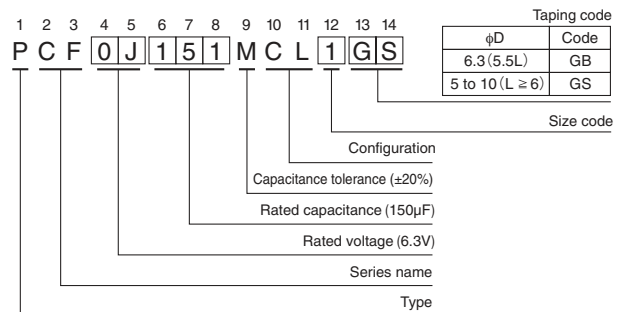 Taping code
1 2 3 4 5 6 7 8 9 10 11 12 13 14
P C F 0 J 1 5 1 M C L 1 G S
φD Code
6.3(5.5L) GB
5 to 10(L ≧ 6) GS
Size code
Configuration
Capacitance tolerance (±20%)
Rated capacitance (150µF)
Rated voltage (6.3V)
Series name
Type